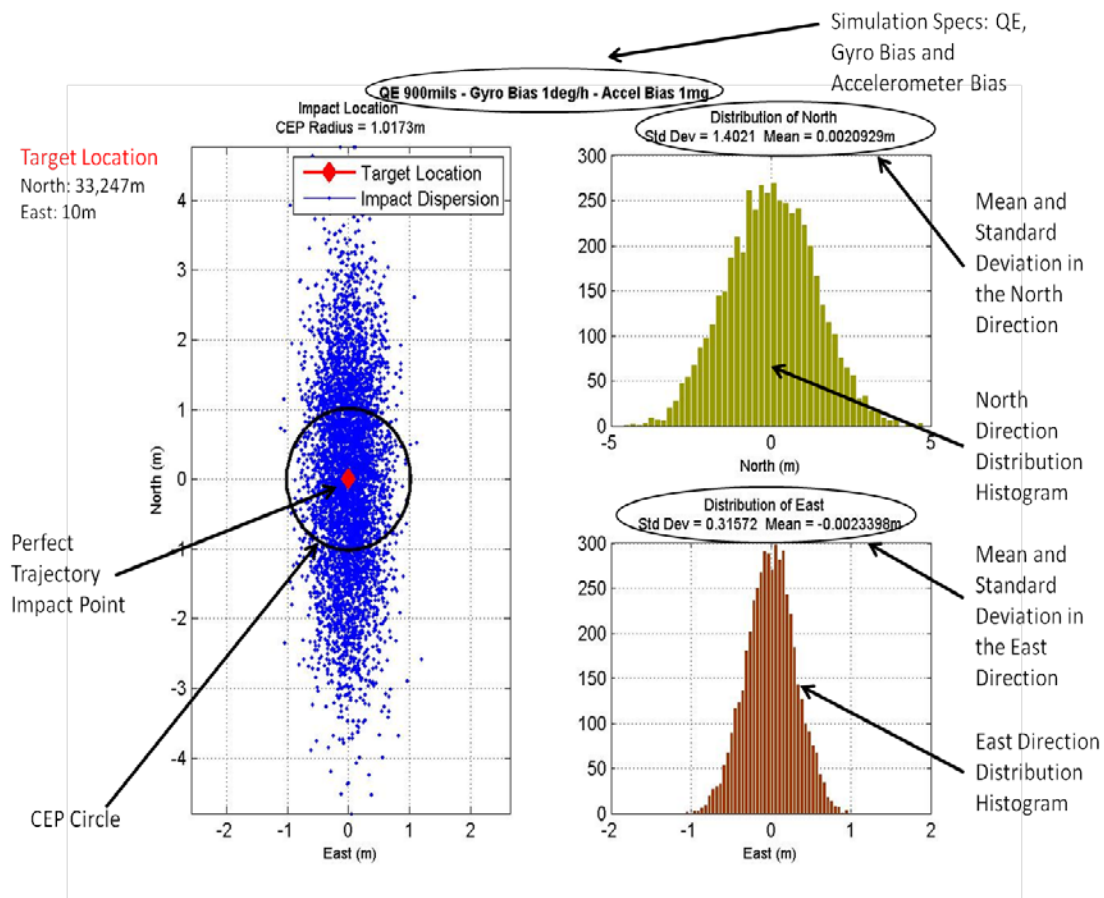 Simulation Specs: QE,
Gyro Bias and
Accelerometer Bias
QE 900mils - Gyro Bias 1deg/h - Accel Bias 1mg
Impact Location
CEP Radius = 1.0173m
Target Location
North: 33,247m
East: 10m
Target Location
Impact Dispersion
4
3
2
1
0
-1
-2
-3
-4
North (m)
-2
-1
0
1
2
East (m)
Perfect
Trajectory
Impact Point
CEP Circle
Distribution of North
Std Dev = 1.4021 Mean = 0.0020929m
300
250
200
150
100
50
0
-5
0
5
North (m)
Mean and
Standard
Deviation in
the North
Direction
North
Direction
Distribution
Histogram
Distribution of East
Std Dev = 0.31572 Mean = -0.0023398m
300
250
200
150
100
50
0
-2
-1
0
1
2
East (m)
Mean and
Standard
Deviation in
the East
Direction
East Direction
Distribution
Histogram